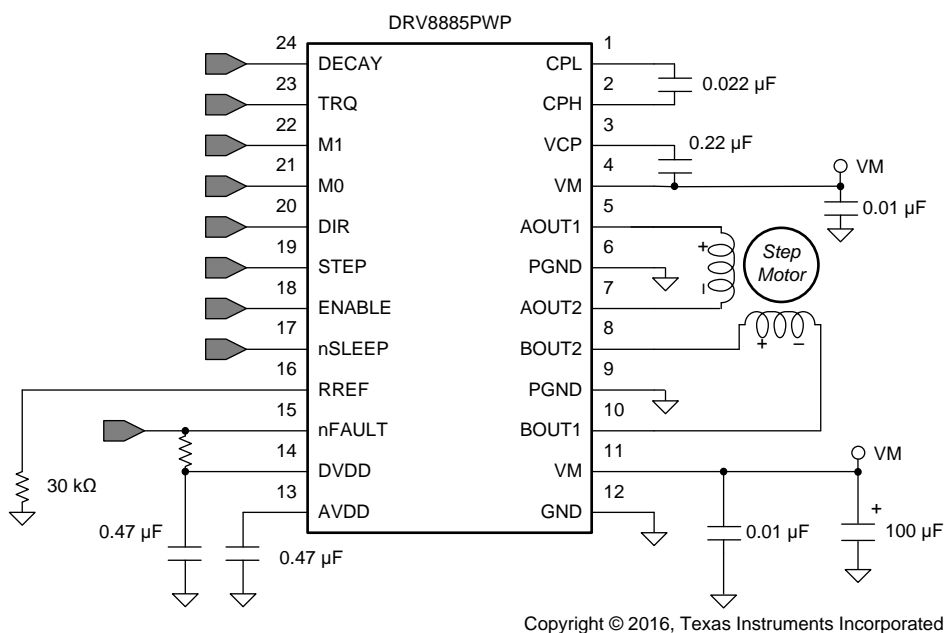 DRV8885PWP
24
DECAY
CPL
1
23
TRQ
CPH
2
0.022 µF
22
M1
VCP
3
0.22 µF
21
M0
VM
4
VM
0.01 µF
20
DIR
AOUT1
5
19
STEP
PGND
6
+
–
Step
Motor
18
ENABLE
AOUT2
7
17
nSLEEP
BOUT2
8
+ –
16
RREF
PGND
9
15
nFAULT
BOUT1
10
14
DVDD
VM
11
VM
13
AVDD
GND
12
30 kΩ
0.47 µF
0.47 µF
0.01 µF
+
100 µF
Copyright © 2016, Texas Instruments Incorporated